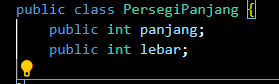 public class PersegiPanjang {
    public int panjang;
    public int lebar;